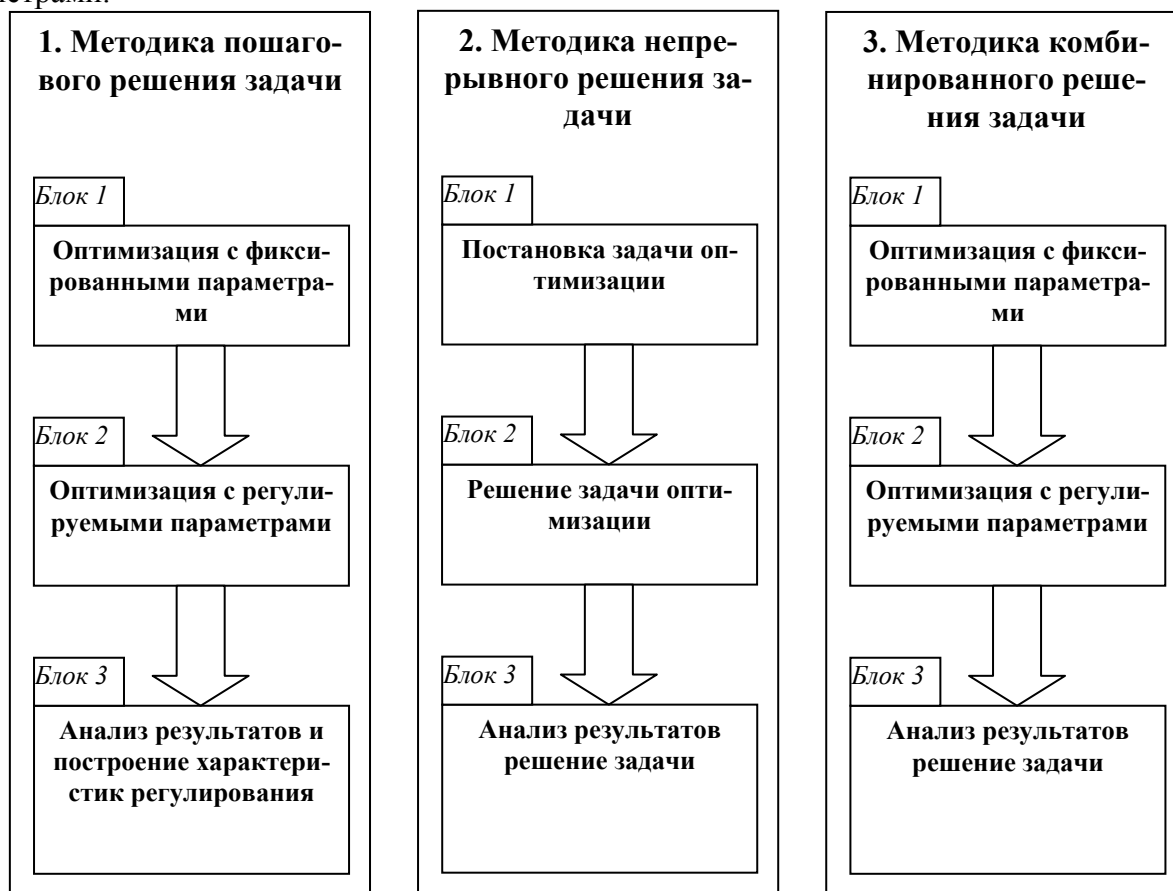 1. Методика пошаго-
вого решения задачи
Блок 1
Оптимизация с фикси-
рованными параметра-
ми
Блок 2
Оптимизация с регули-
руемыми параметрами
Блок 3
Анализ результатов и
построение характери-
стик регулирования
2. Методика непре-
рывного решения за-
дачи
Блок 1
Постановка задачи оп-
тимизации
Блок 2
Решение задачи опти-
мизации
Блок 3
Анализ результатов
решение задачи
3. Методика комби-
нированного реше-
ния задачи
Блок 1
Оптимизация с фикси-
рованными параметра-
ми
Блок 2
Оптимизация с регули-
руемыми параметрами
Блок 3
Анализ результатов
решение задачи